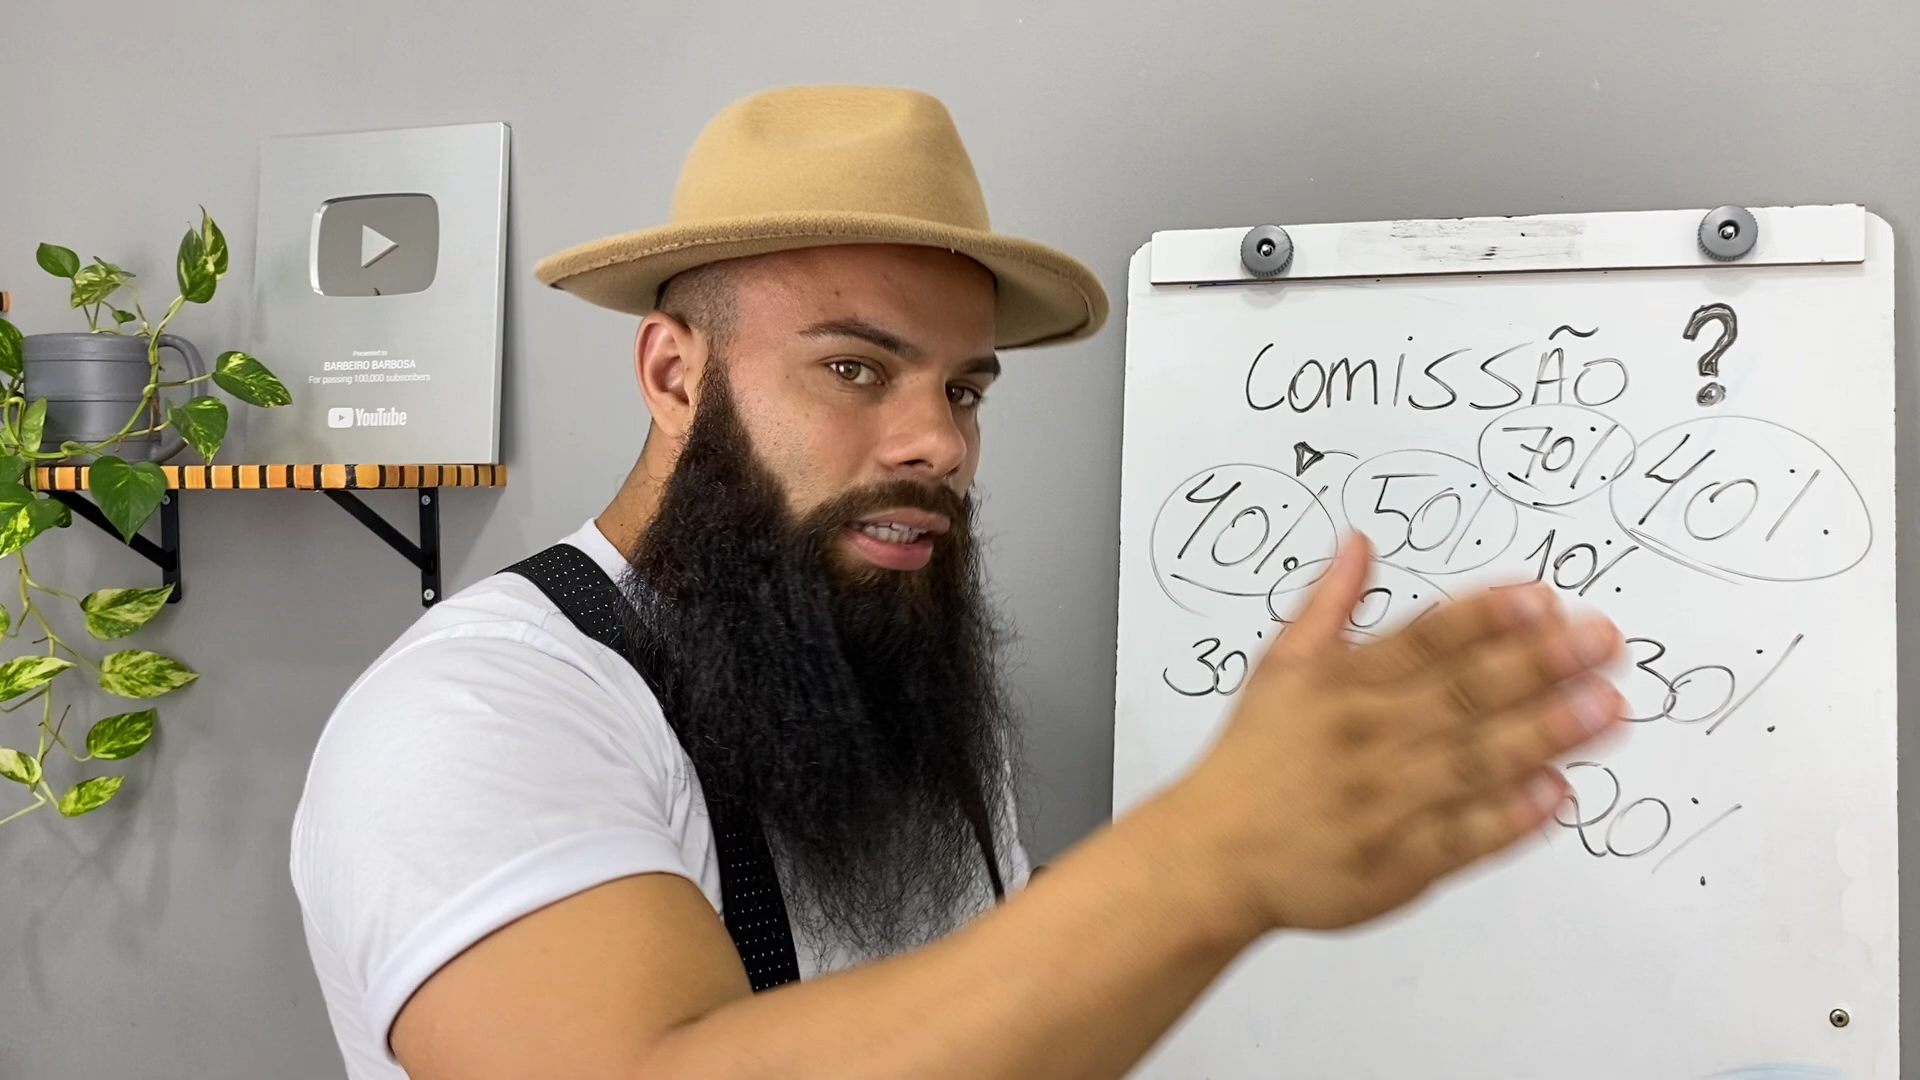 Presented to
BARBEIRO BARBOSA
For passing 100,000 subscribers
YouTube
COMISSÃO ?
70%
40% 50% 40%
10%
30 30%
20%